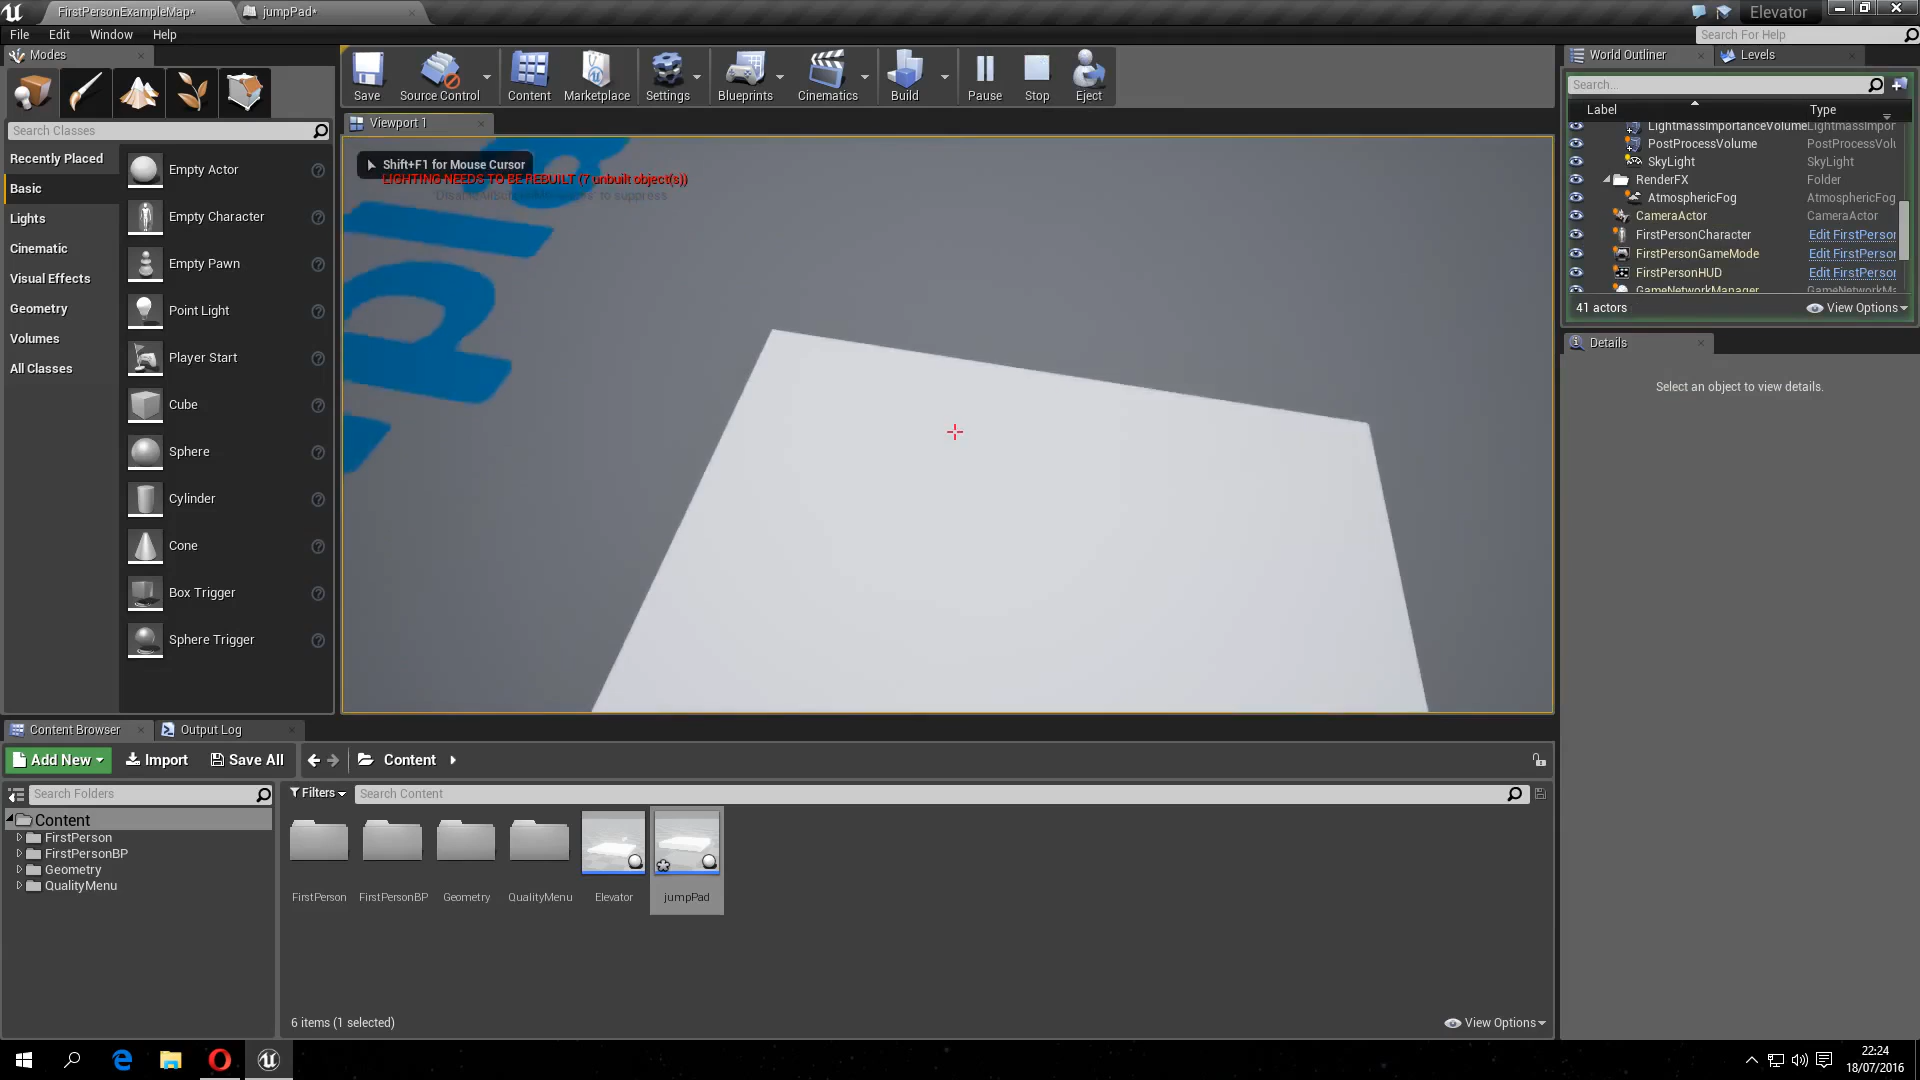 FirstPersonExampleMap*
jumpPad*
Elevator
File
Edit
Window
Help
Search For Help
Modes
Save
Source Control
Content
Marketplace
Settings
Blueprints
Cinematics
Build
Pause
Stop
Eject
World Outliner
Levels
Search...
Label
Type
Search Classes
Viewport 1
Recently Placed
Basic
Lights
Cinematic
Visual Effects
Geometry
Volumes
All Classes
Empty Actor
Empty Character
Empty Pawn
Point Light
Player Start
Cube
Sphere
Cylinder
Cone
Box Trigger
Sphere Trigger
Shift+F1 for Mouse Cursor
LIGHTING NEEDS TO BE REBUILT (7 unbuilt object(s))
to suppress
LightmassImportanceVolume LightmassImpor
PostProcessVolume PostProcessVolu
SkyLight SkyLight
RenderFX Folder
AtmosphericFog AtmosphericFog
CameraActor CameraActor
FirstPersonCharacter Edit FirstPerson
FirstPersonGameMode Edit FirstPerson
FirstPersonHUD Edit FirstPerson
GameNetworkManager GameNetworkMa
41 actors
View Options
Details
Select an object to view details.
Content Browser
Output Log
Add New
Import
Save All
Content
Search Folders
Filters
Search Content
Content
FirstPerson
FirstPersonBP
Geometry
QualityMenu
FirstPerson
FirstPersonBP
Geometry
QualityMenu
Elevator
jumpPad
6 items (1 selected)
View Options
22:24
18/07/2016